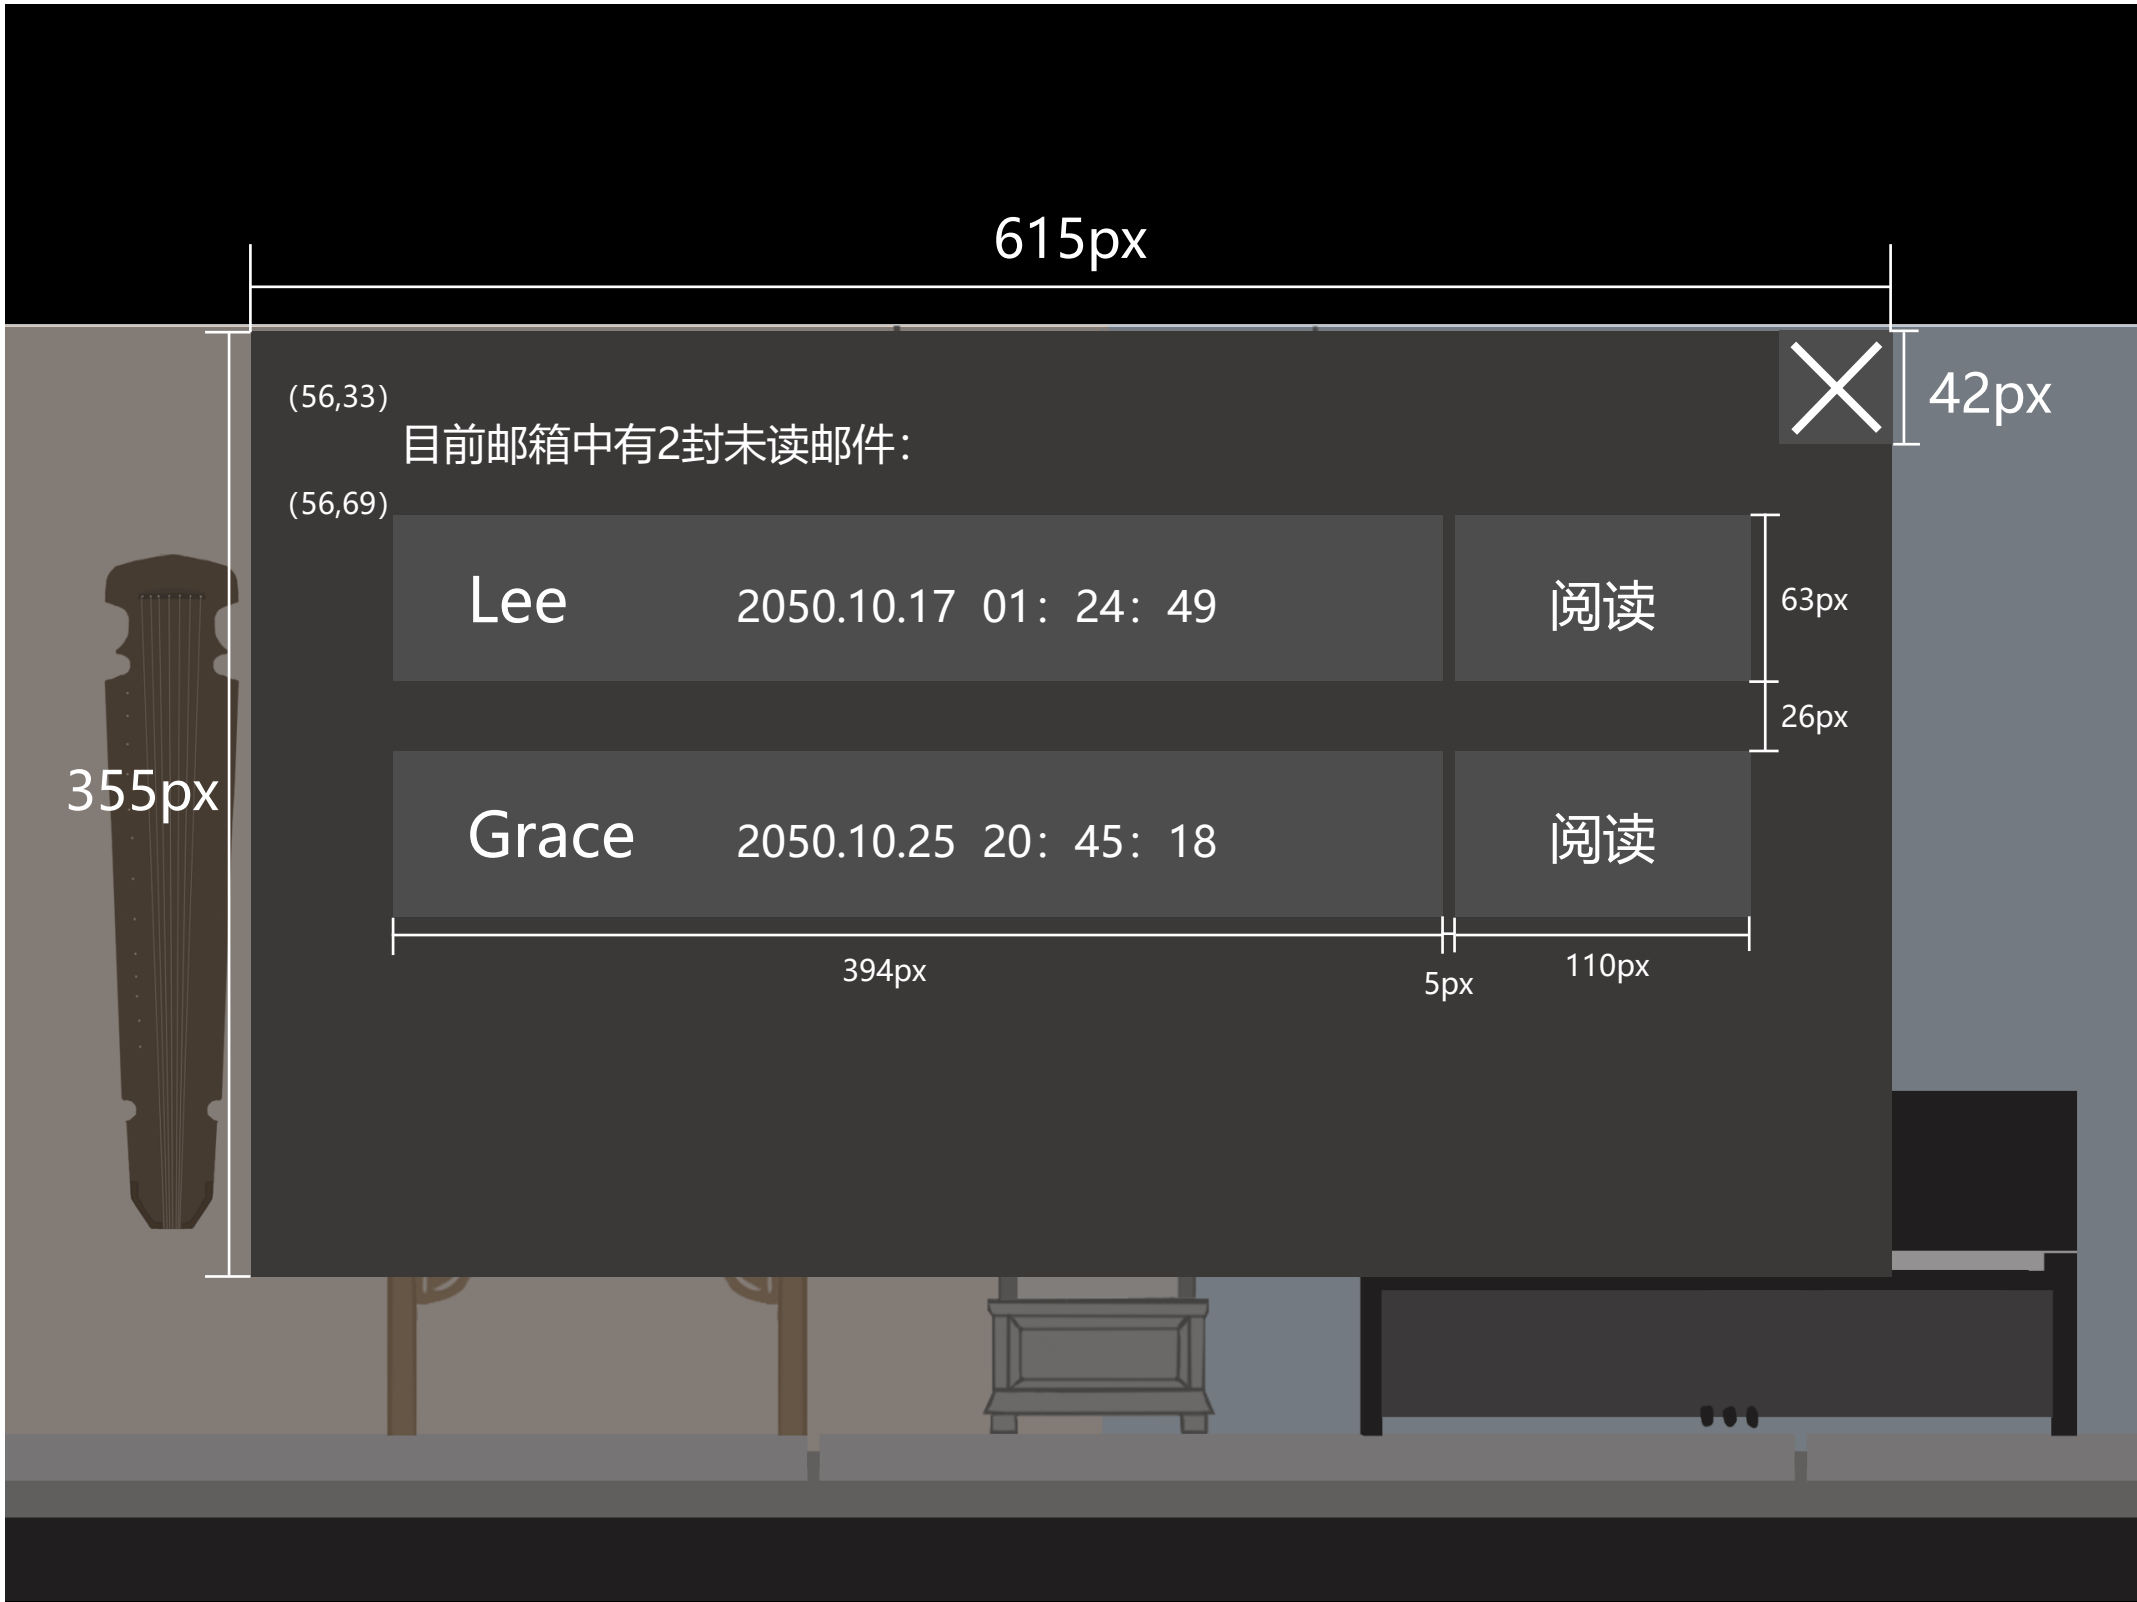 615px
42px
（56,33）
目前邮箱中有2封未读邮件：
（56,69）
Lee 2050.10.17 01：24：49 阅读
63px
26px
355px
Grace 2050.10.25 20：45：18 阅读
394px
5px
110px